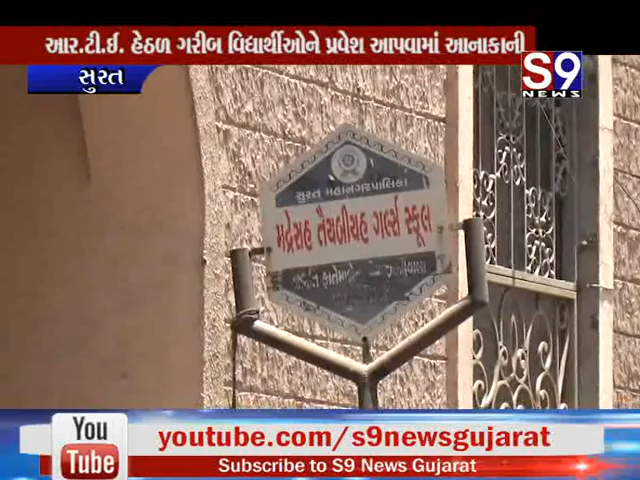 આર.ટી.ઈ. હેઠળ ગરીબ વિદ્યાર્થીઓને પ્રવેશ આપવામાં આનાકાની
સુરત
S9
NEWS
સુરત મહાનગરપાલિકા
મદ્રેસાહ તૈયબીયાહ ગર્લ્સ સ્કૂલ
You
Tube
youtube.com/s9newsgujarat
Subscribe to S9 News Gujarat